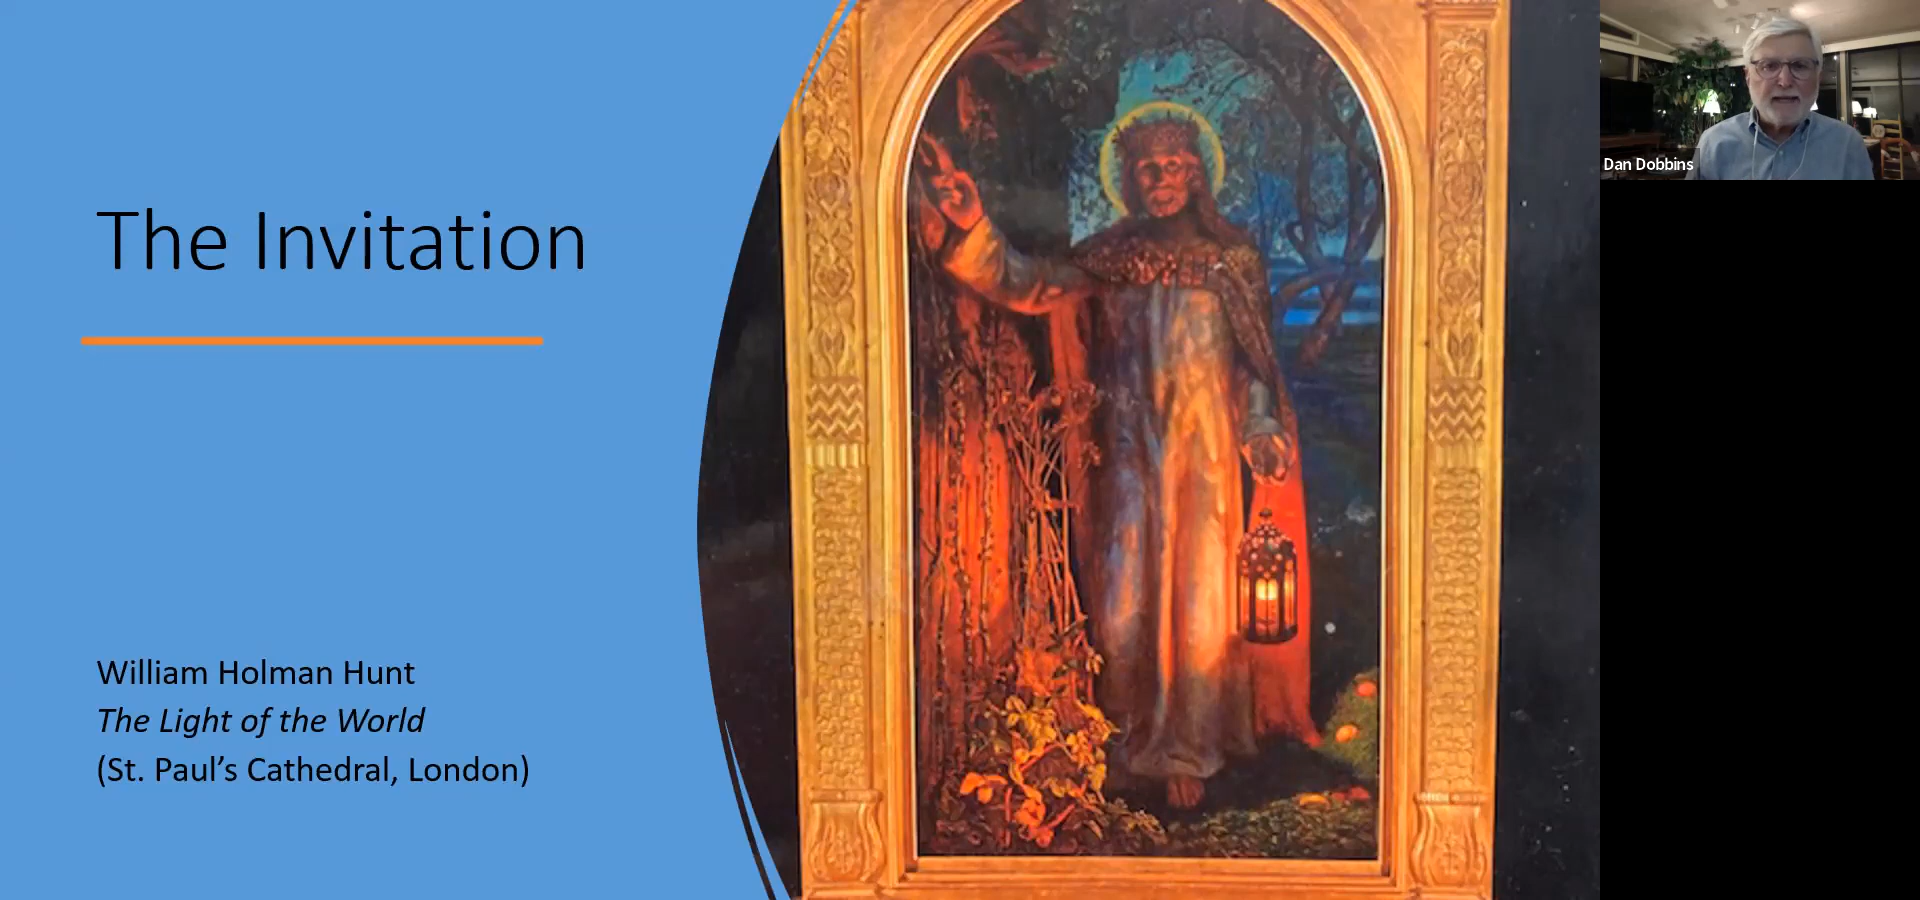 The Invitation
William Holman Hunt
The Light of the World
(St. Paul’s Cathedral, London)
Dan Dobbins